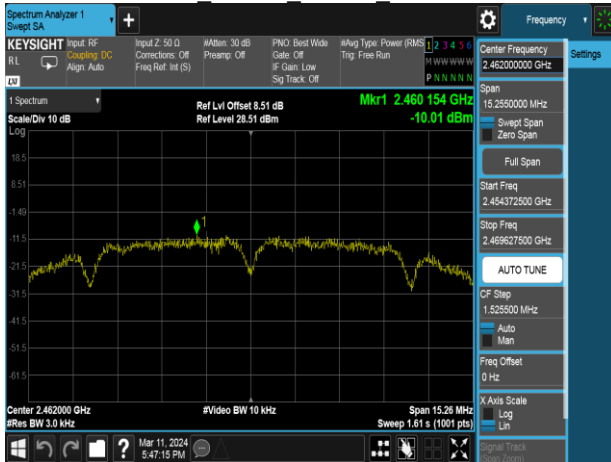 Spectrum Analyzer 1
Swept SA
+
Frequency
KEYSIGHT
RL
LXI
Input: RF
Coupling: DC
Align: Auto
Input Z: 50 Ω
Corrections: Off
Freq Ref: Int (S)
#Atten: 30 dB
Preamp: Off
PNO: Best Wide
Gate: Off
IF Gain: Low
Sig Track: Off
#Avg Type: Power (RMS
Trig: Free Run
1 2 3 4 5 6
M W W W W W
P N N N N N
Center Frequency
2.462000000 GHz
Settings
Span
15.2550000 MHz
Swept Span
Zero Span
Full Span
Start Freq
2.454372500 GHz
Stop Freq
2.469627500 GHz
AUTO TUNE
CF Step
1.525500 MHz
Auto
Man
Freq Offset
0 Hz
X Axis Scale
Log
Lin
Signal Track
(Span Zoom)
1 Spectrum
Scale/Div 10 dB
Log
Ref Lvl Offset 8.51 dB
Ref Level 28.51 dBm
Mkr1 2.460 154 GHz
-10.01 dBm
18.5
8.51
-1.49
-11.5
-21.5
-31.5
-41.5
-51.5
-61.5
1
Center 2.462000 GHz
#Res BW 3.0 kHz
#Video BW 10 kHz
Span 15.26 MHz
Sweep 1.61 s (1001 pts)
?
Mar 11, 2024
5:47:15 PM